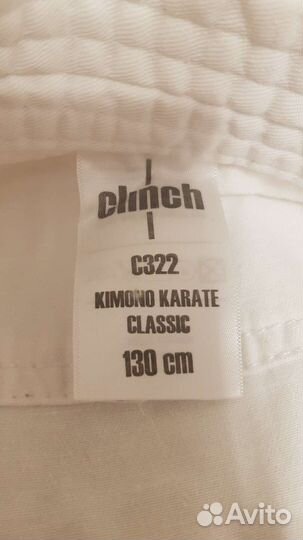 clinch
C322
KIMONO KARATE
CLASSIC
130 cm
Avito